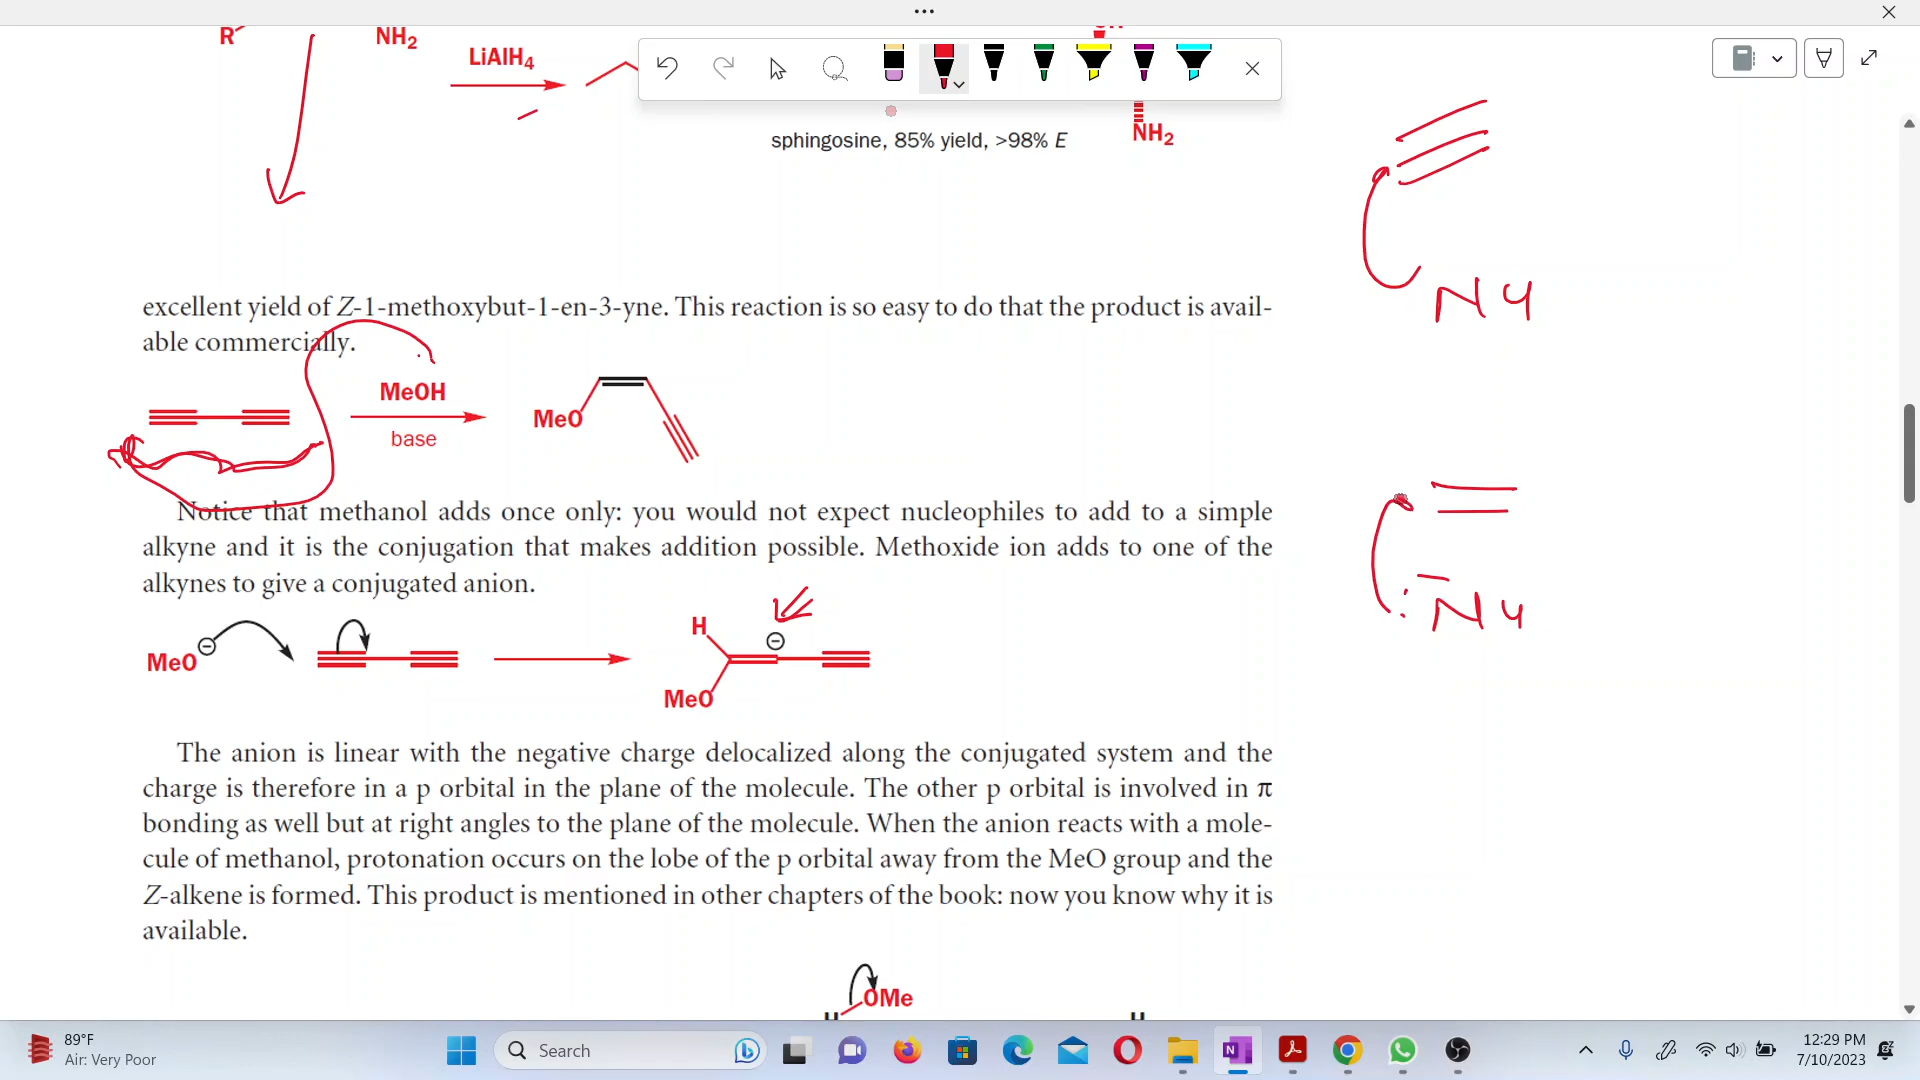 R
NH2
LiAlH4
NH2
sphingosine, 85% yield, >98% E
Nu
excellent yield of Z-1-methoxybut-1-en-3-yne. This reaction is so easy to do that the product is avail-
able commercially.
MeOH
base
MeO
Notice that methanol adds once only: you would not expect nucleophiles to add to a simple
alkyne and it is the conjugation that makes addition possible. Methoxide ion adds to one of the
alkynes to give a conjugated anion.
Nu
MeO
H
MeO
The anion is linear with the negative charge delocalized along the conjugated system and the
charge is therefore in a p orbital in the plane of the molecule. The other p orbital is involved in π
bonding as well but at right angles to the plane of the molecule. When the anion reacts with a mole-
cule of methanol, protonation occurs on the lobe of the p orbital away from the MeO group and the
Z-alkene is formed. This product is mentioned in other chapters of the book: now you know why it is
available.
OMe
H
H
89°F
Air: Very Poor
Search
12:29 PM
7/10/2023